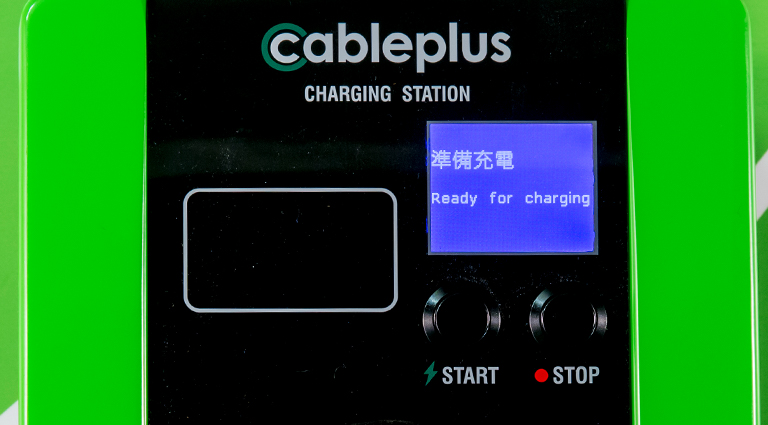 cableplus
CHARGING STATION
準備充電
Ready for charging
START
STOP